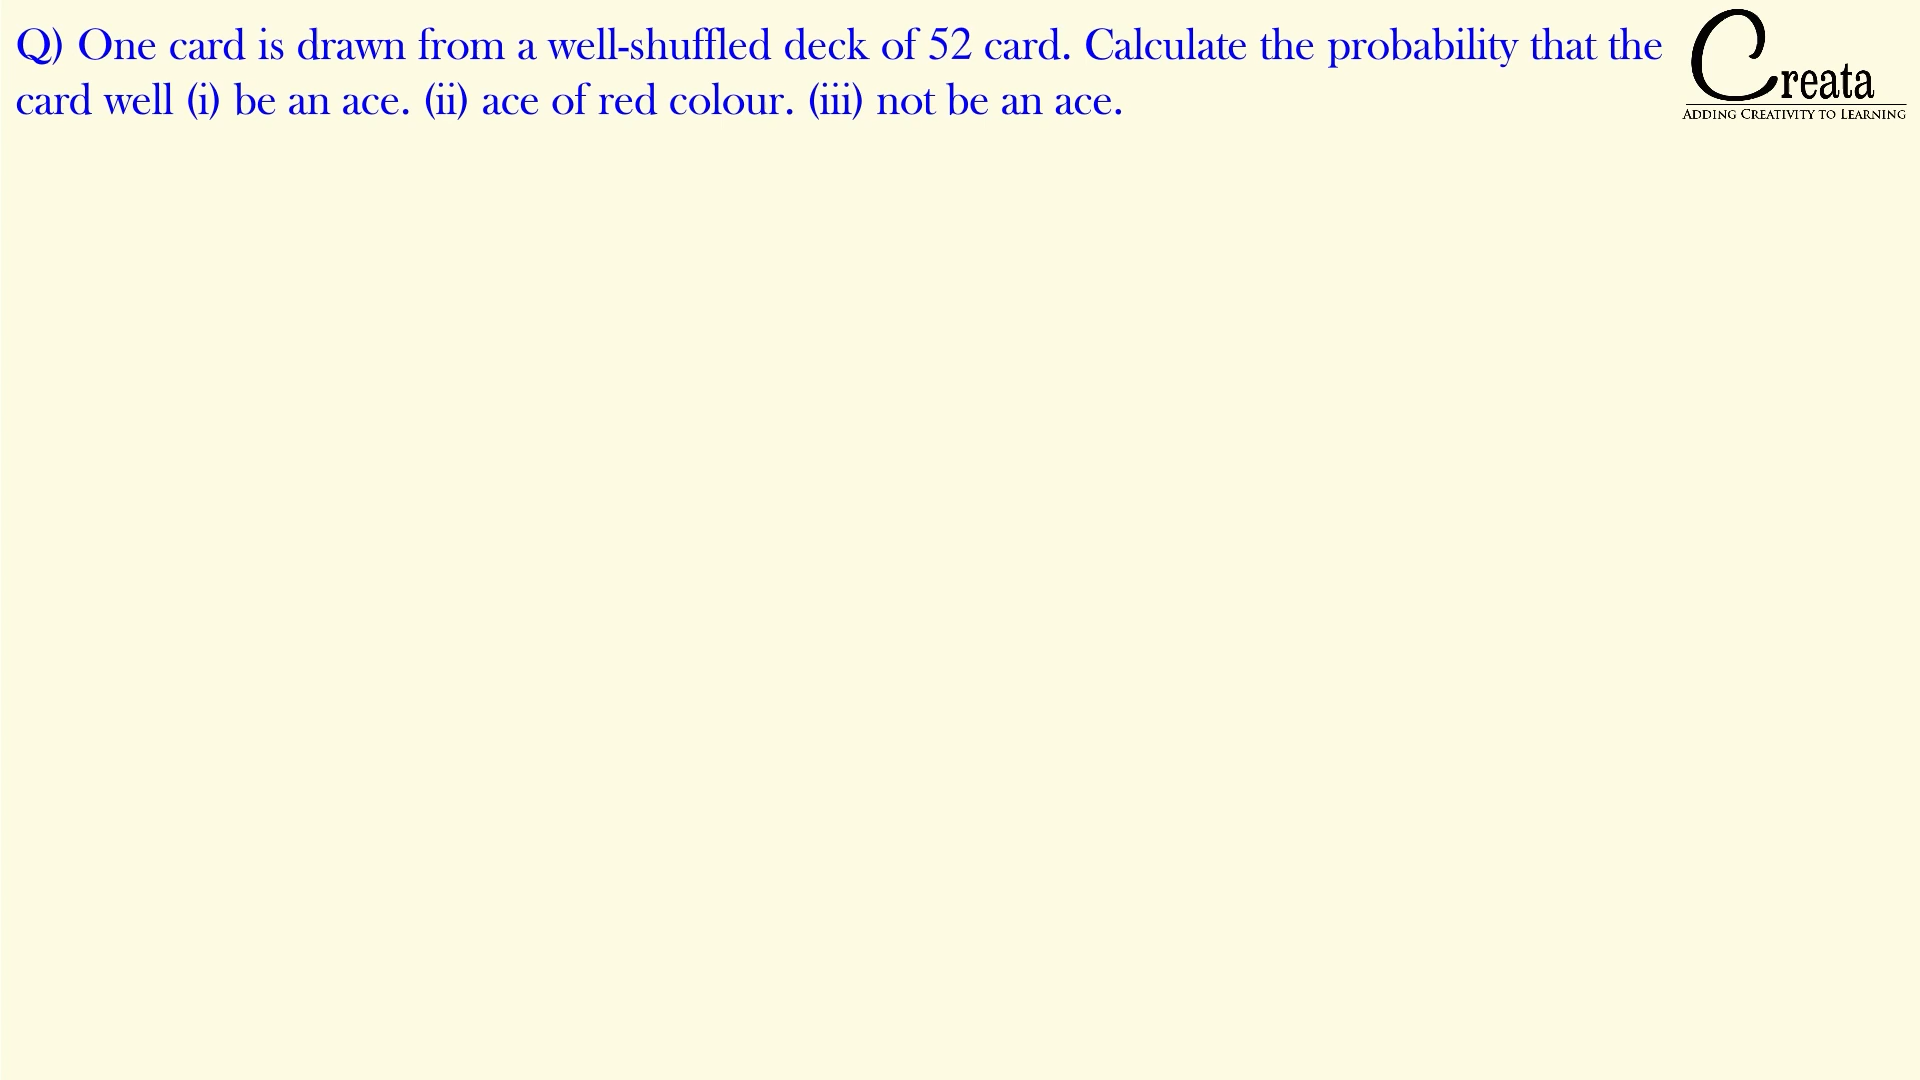 Q) One card is drawn from a well-shuffled deck of 52 card. Calculate the probability that the
card well (i) be an ace. (ii) ace of red colour. (iii) not be an ace.
Creata
ADDING CREATIVITY TO LEARNING